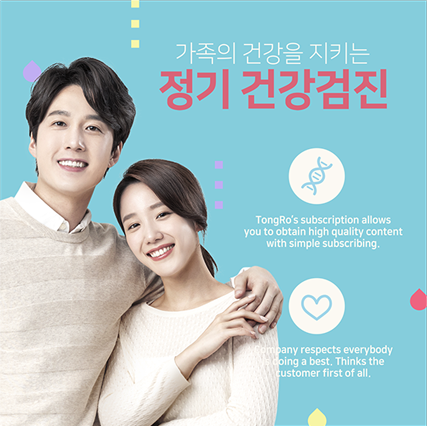 가족의 건강을 지키는
정기 건강검진
TongRo's subscription allows
you to obtain high quality content
with simple subscribing.
ompany respects everybody
doing a best. Thinks the
customer first of all.